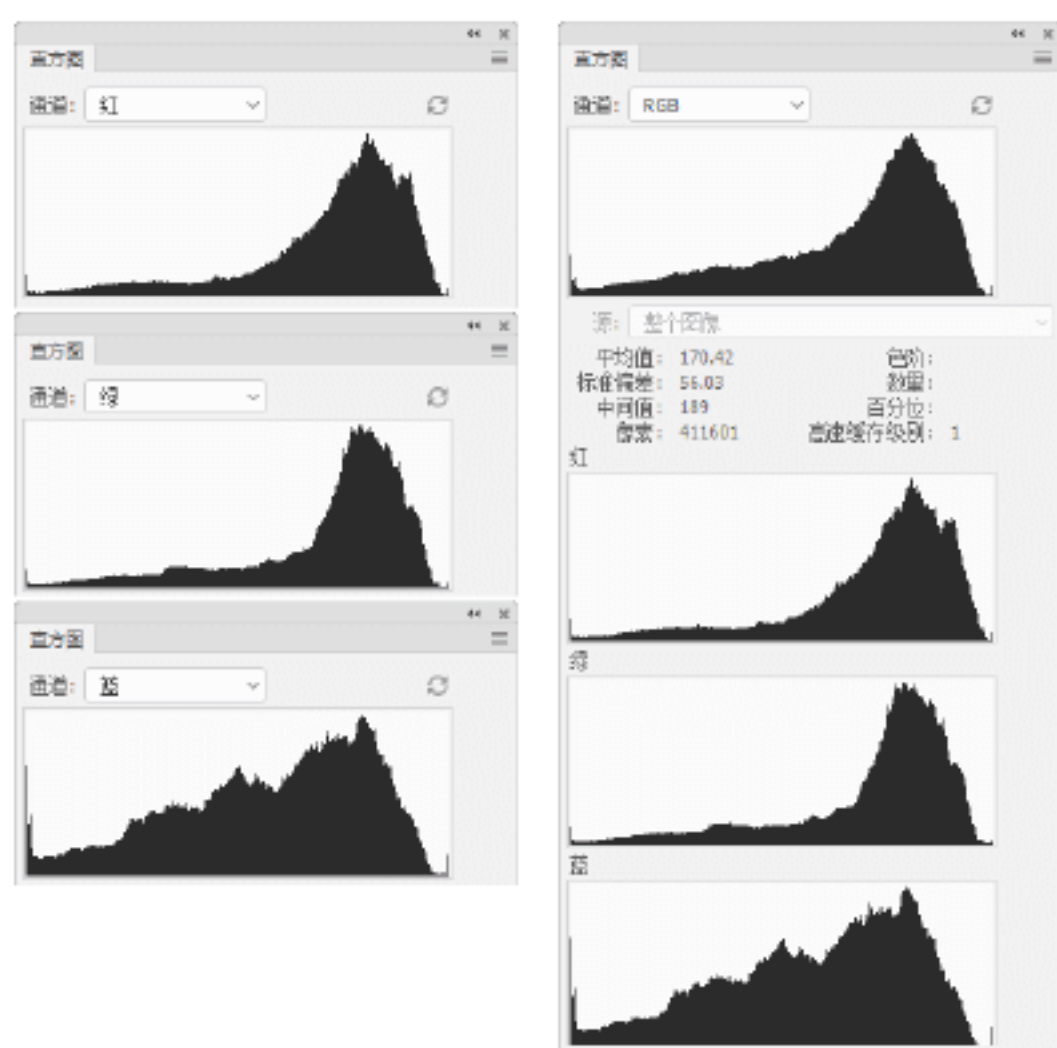 直方图
通道: 红
直方图
通道: 绿
直方图
通道: 蓝
直方图
通道: RGB
源: 整个图像
平均值: 170.42 色阶:
标准偏差: 56.03 数量:
中间值: 189 百分位:
像素: 411601 高速缓存级别: 1
红
绿
蓝